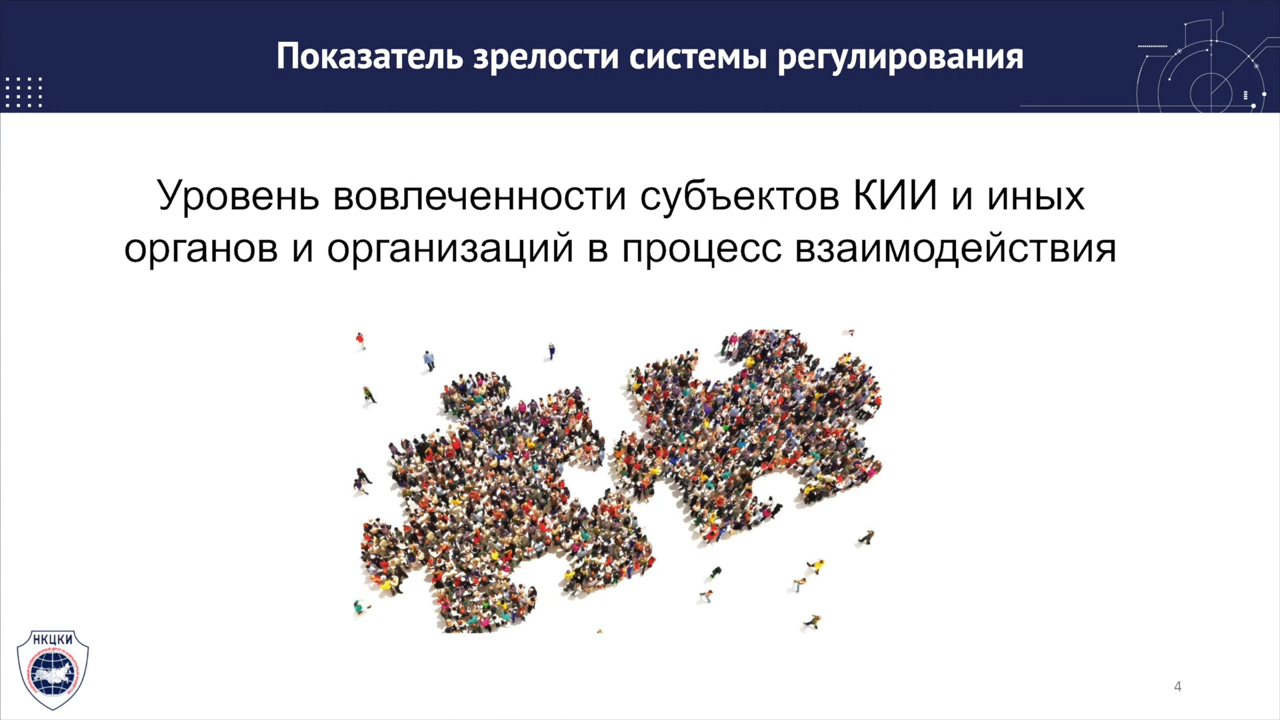 Показатель зрелости системы регулирования
Уровень вовлеченности субъектов КИИ и иных
органов и организаций в процесс взаимодействия
НКЦКИ
4